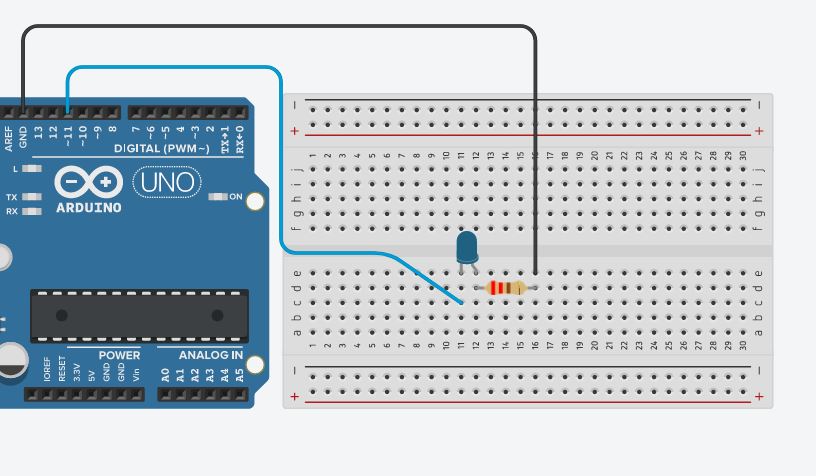 AREF GND 13 12 ~11 ~10 ~9 8 7 ~6 ~5 4 ~3 2 TX→1 RX←0
DIGITAL (PWM~)
L
TX
RX
UNO
ON
ARDUINO
POWER ANALOG IN
IOREF RESET 3.3V 5V GND GND Vin A0 A1 A2 A3 A4 A5
− −
+ +
1 2 3 4 5 6 7 8 9 10 11 12 13 14 15 16 17 18 19 20 21 22 23 24 25 26 27 28 29 30
j j
i i
h h
g g
f f
e e
d d
c c
b b
a a
1 2 3 4 5 6 7 8 9 10 11 12 13 14 15 16 17 18 19 20 21 22 23 24 25 26 27 28 29 30
− −
+ +